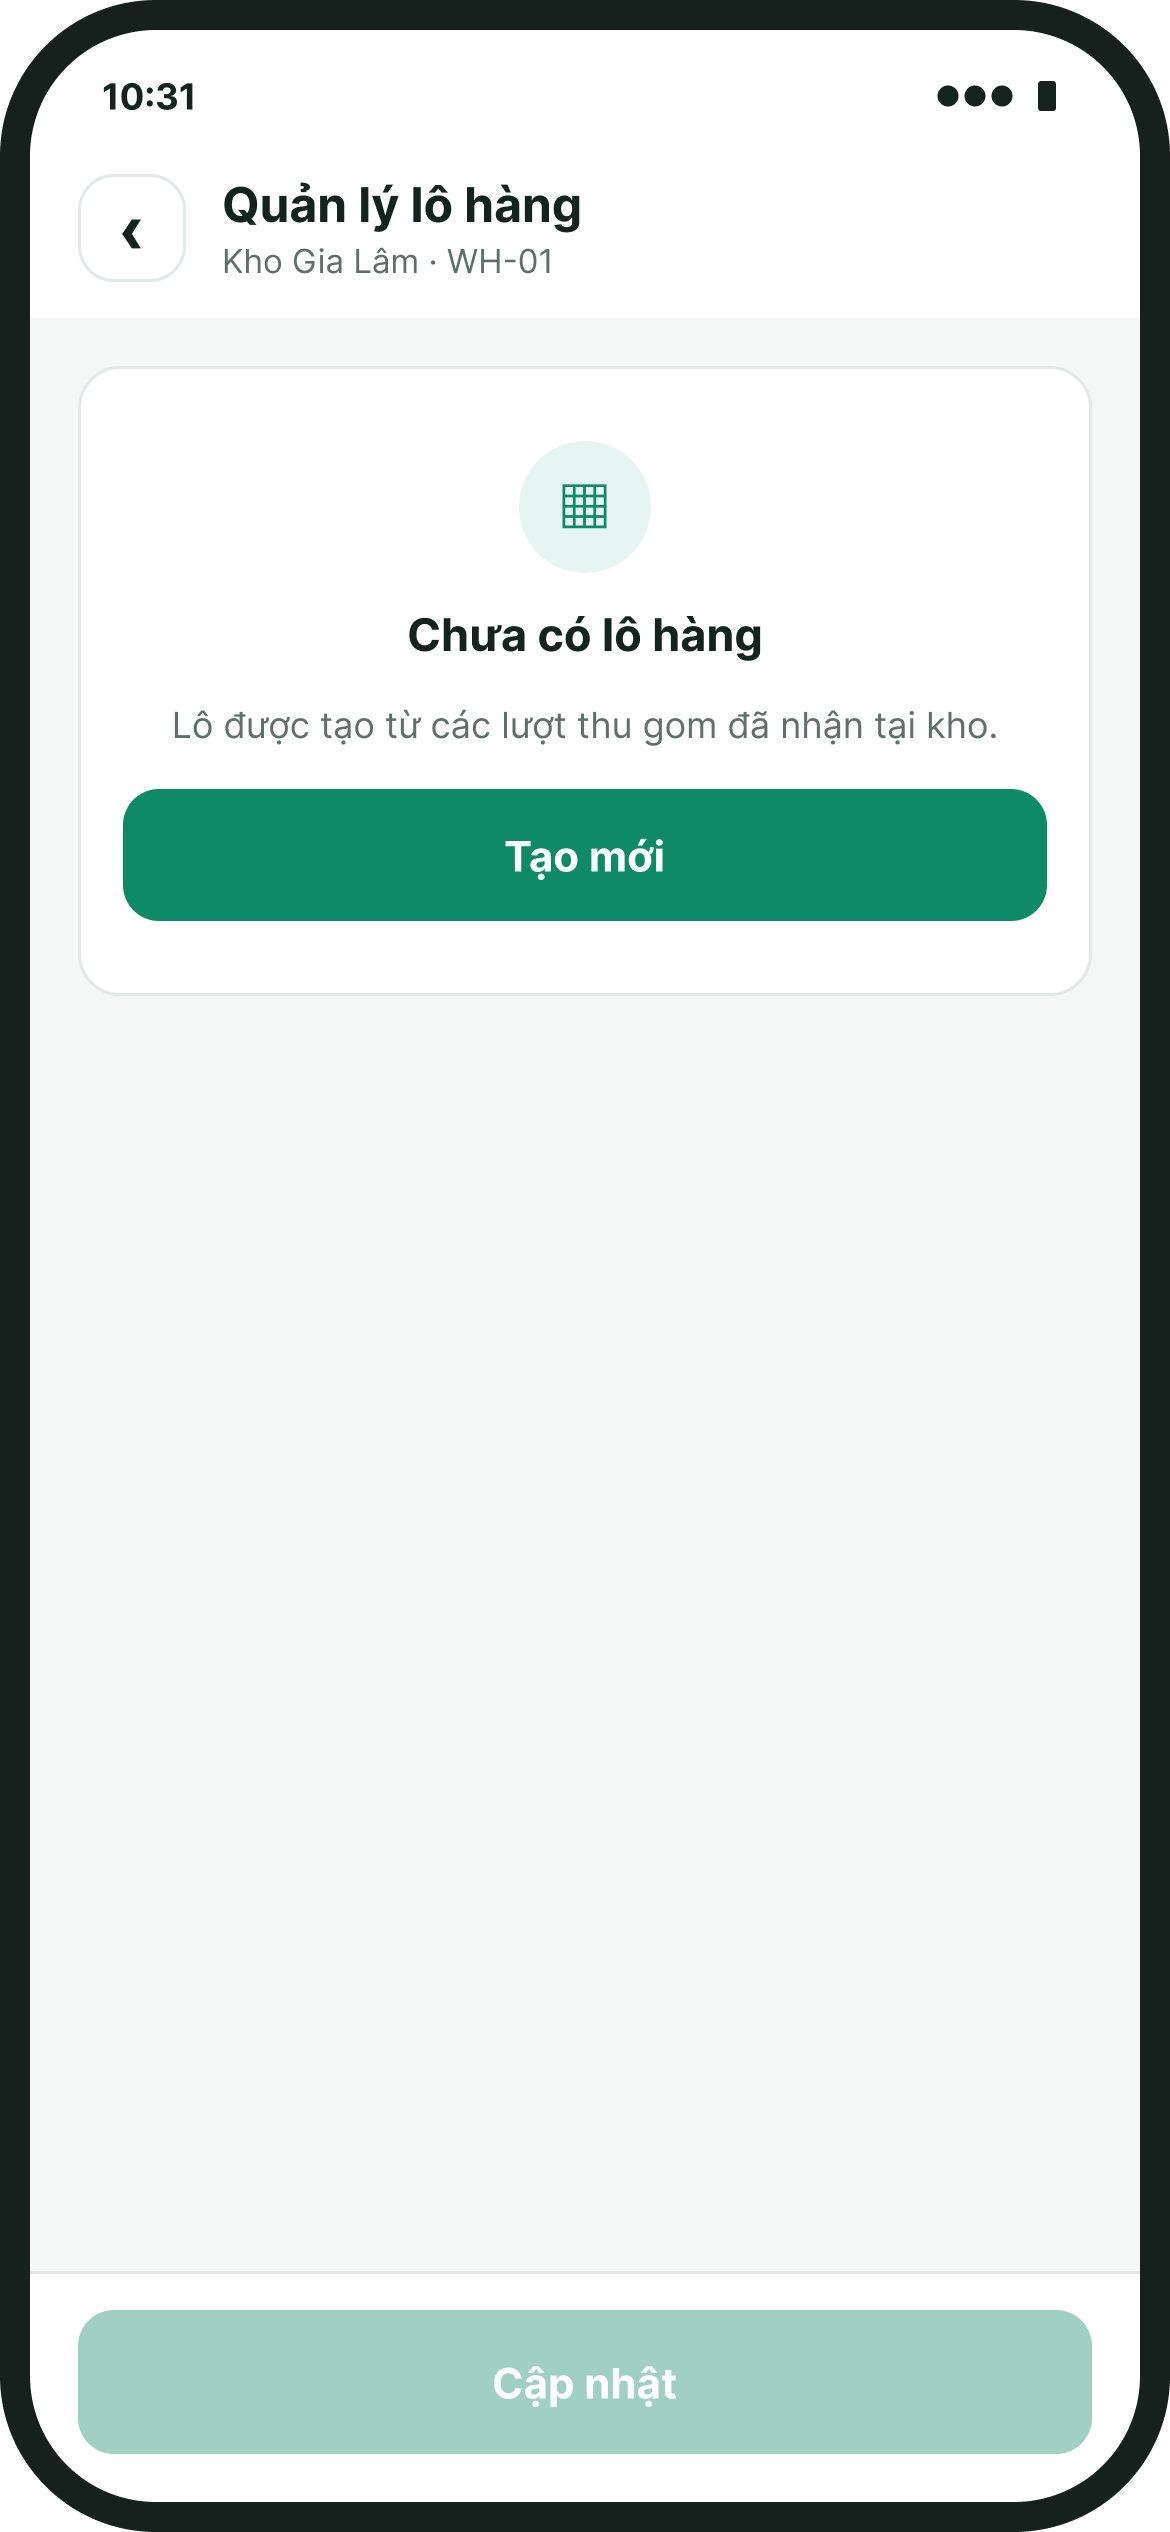 10:31
Quản lý lô hàng
Kho Gia Lâm · WH-01
Chưa có lô hàng
Lô được tạo từ các lượt thu gom đã nhận tại kho.
Tạo mới
Cập nhật